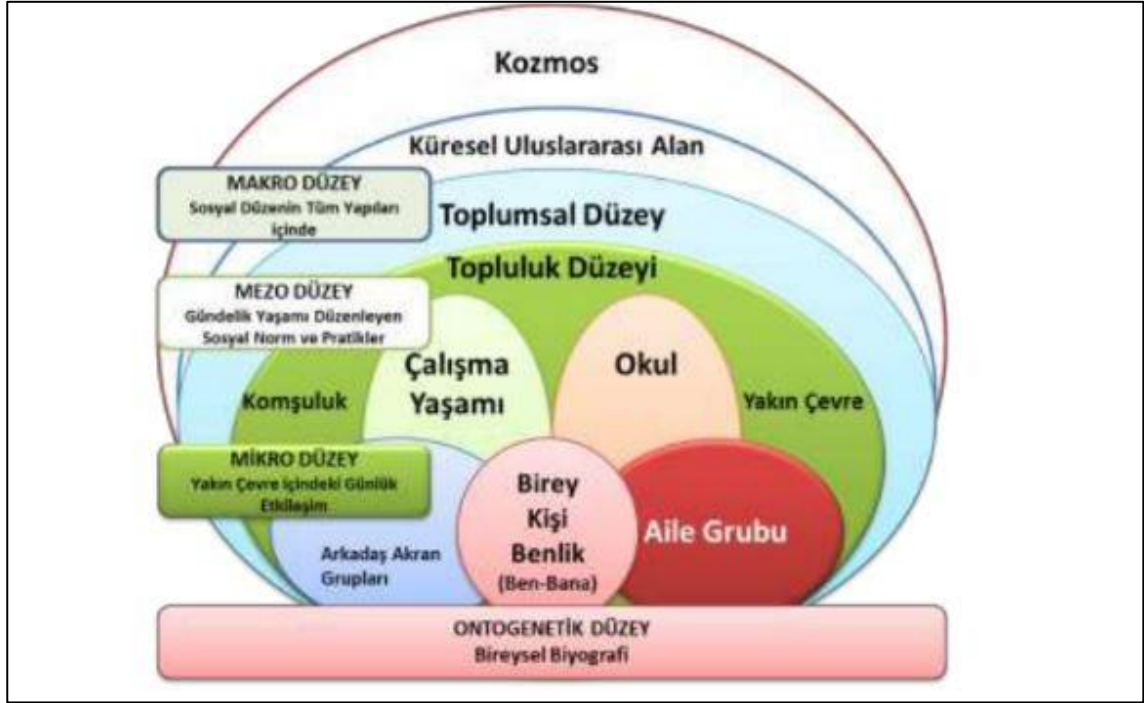 Kozmos
Küresel Uluslararası Alan
MAKRO DÜZEY
Sosyal Düzenin Tüm Yapıları
içinde
Toplumsal Düzey
Topluluk Düzeyi
MEZO DÜZEY
Gündelik Yaşamı Düzenleyen
Sosyal Norm ve Pratikler
Çalışma
Yaşamı
Okul
Komşuluk
Yakın Çevre
MİKRO DÜZEY
Yakın Çevre içindeki Günlük
Etkileşim
Birey
Kişi
Benlik
(Ben-Bana)
Aile Grubu
Arkadaş Akran
Grupları
ONTOGENETİK DÜZEY
Bireysel Biyografi